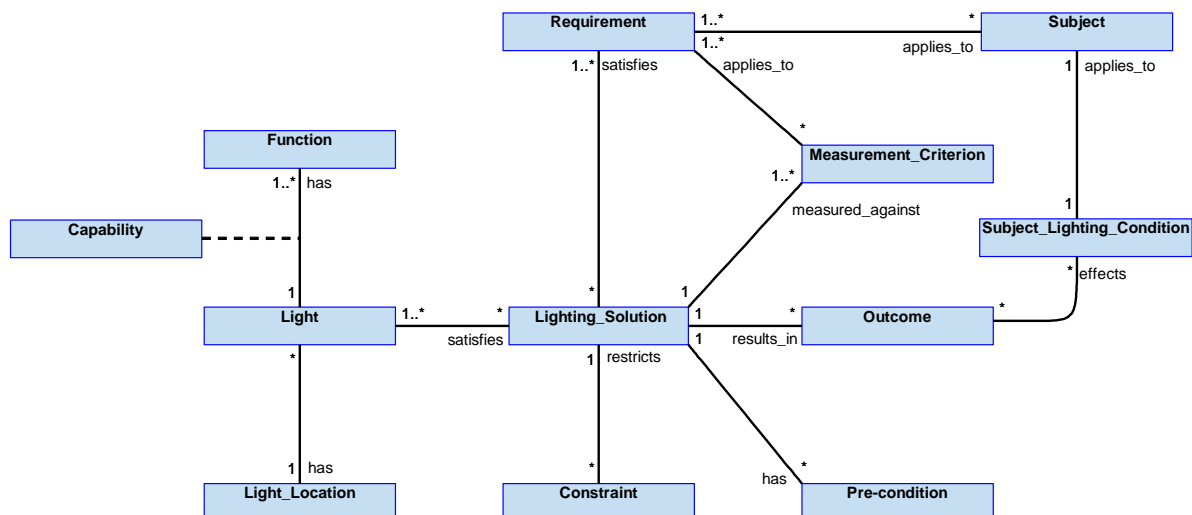 Requirement
1..*
*
Subject
1..*
applies_to
1..*
satisfies
applies_to
1
applies_to
Function
*
Measurement_Criterion
1..*
has
1..*
measured_against
1
Capability
Subject_Lighting_Condition
*
effects
1
*
1
Light
1..*
*
Lighting_Solution
1
*
Outcome
*
satisfies
1
restricts
1
results_in
*
1
has
*
has
*
Light_Location
Constraint
Pre-condition